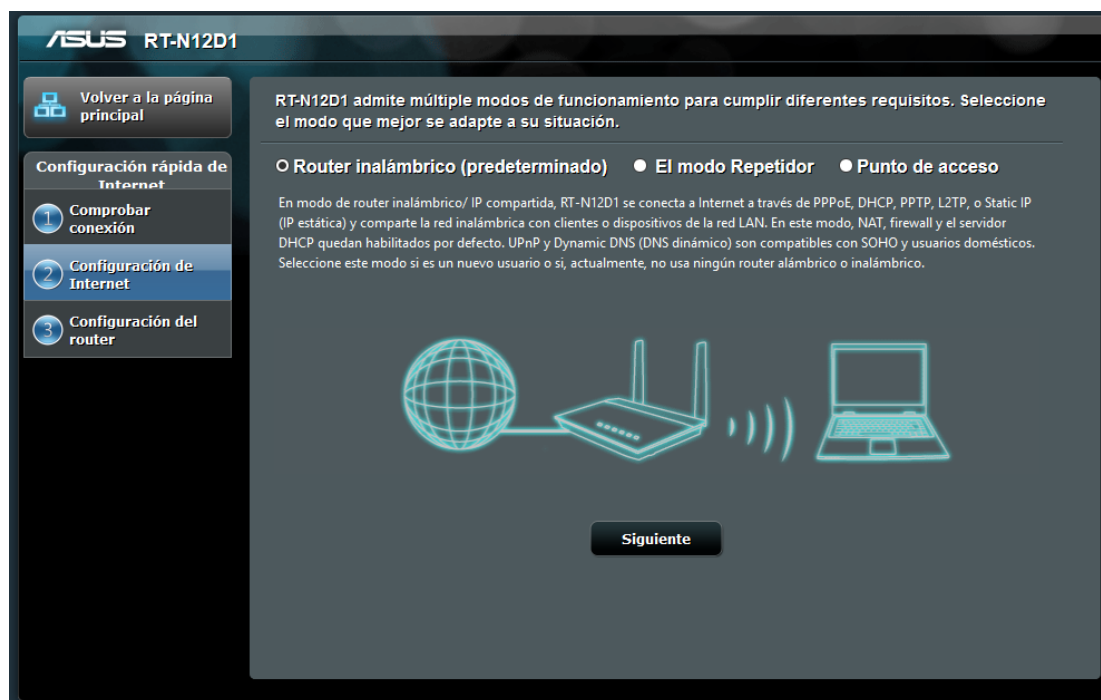 ASUS RT-N12D1
Volver a la página
principal
Configuración rápida de
Internet
1 Comprobar
conexión
2 Configuración de
Internet
3 Configuración del
router
RT-N12D1 admite múltiple modos de funcionamiento para cumplir diferentes requisitos. Seleccione
el modo que mejor se adapte a su situación.
Router inalámbrico (predeterminado) El modo Repetidor Punto de acceso
En modo de router inalámbrico/ IP compartida, RT-N12D1 se conecta a Internet a través de PPPoE, DHCP, PPTP, L2TP, o Static IP
(IP estática) y comparte la red inalámbrica con clientes o dispositivos de la red LAN. En este modo, NAT, firewall y el servidor
DHCP quedan habilitados por defecto. UPnP y Dynamic DNS (DNS dinámico) son compatibles con SOHO y usuarios domésticos.
Seleccione este modo si es un nuevo usuario o si, actualmente, no usa ningún router alámbrico o inalámbrico.
Siguiente